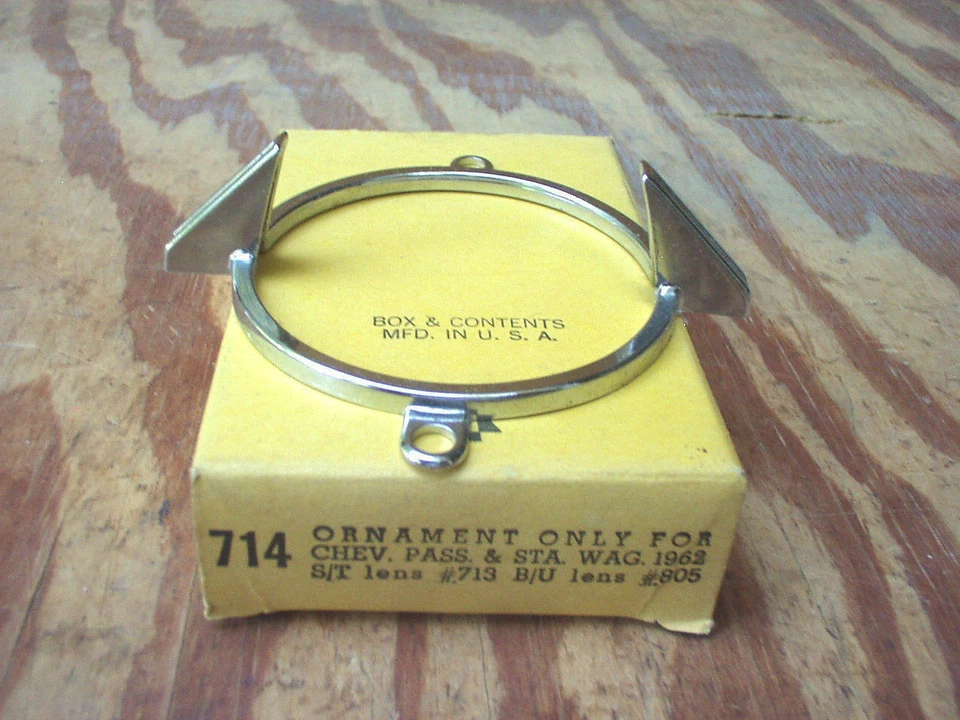 BOX & CONTENTS
MFD. IN U. S. A.
714 ORNAMENT ONLY FOR
CHEV. PASS. & STA. WAG. 1962
S/T lens #713 B/U lens #805